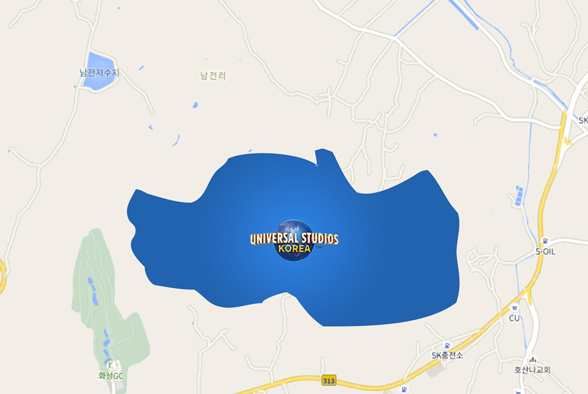 남전저수지
남전리
SK
UNIVERSAL STUDIOS
KOREA
S-OIL
CU
SK충전소
호산나교회
화성GC
313